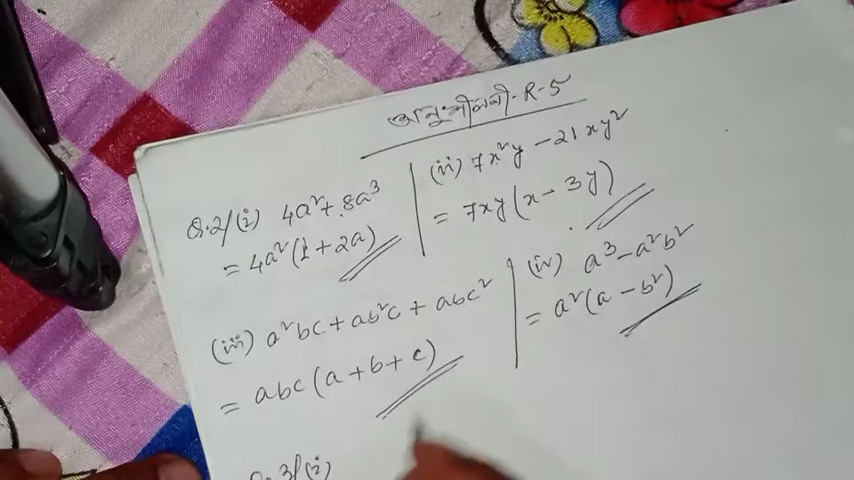 অনুশীলনী-R-5
Q.2/(i) 4a²+8a³
=4a²(1+2a)
(ii) 7x²y-21xy²
= 7xy(x-3y)
(iii) a²bc+ab²c+abc²
= abc(a+b+c)
(iv) a³-a²b²
= a²(a-b²)
Q.3/(i)